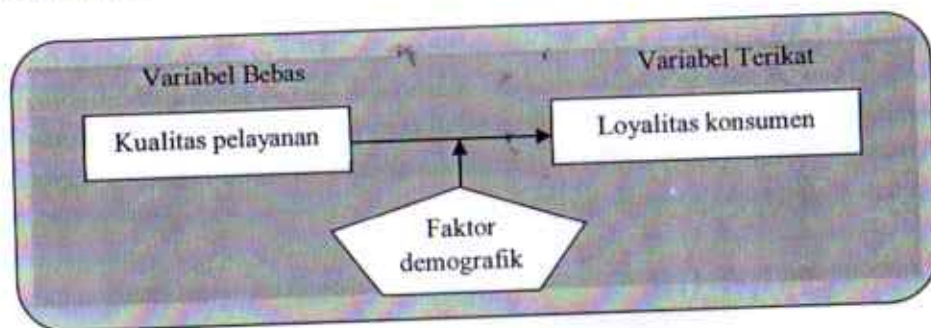 Variabel Bebas
Variabel Terikat
Kualitas pelayanan
Loyalitas konsumen
Faktor
demografik